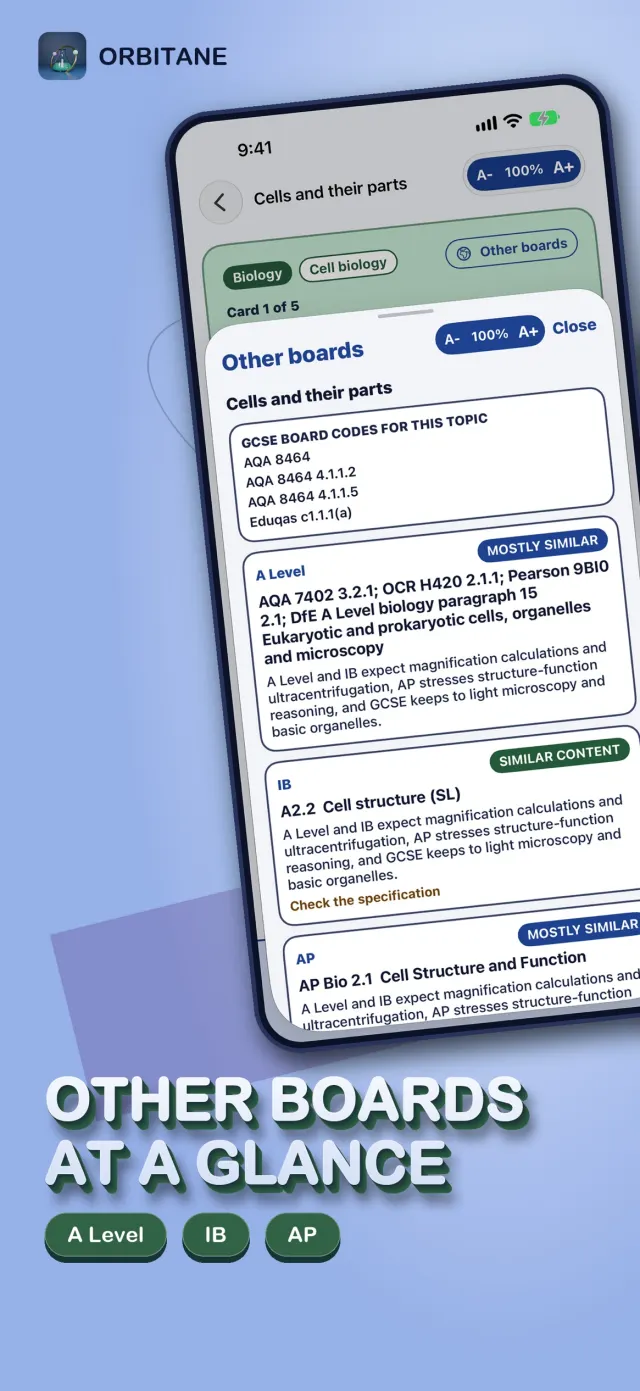 ORBITANE
9:41
A- 100% A+
Cells and their parts
Biology
Cell biology
Other boards
Card 1 of 5
Other boards
A- 100% A+
Close
Cells and their parts
GCSE BOARD CODES FOR THIS TOPIC
AQA 8464
AQA 8464 4.1.1.2
AQA 8464 4.1.1.5
Eduqas c1.1.1(a)
A Level
MOSTLY SIMILAR
AQA 7402 3.2.1; OCR H420 2.1.1; Pearson 9BI0
2.1; DfE A Level biology paragraph 15
Eukaryotic and prokaryotic cells, organelles
and microscopy
A Level and IB expect magnification calculations and
ultracentrifugation, AP stresses structure-function
reasoning, and GCSE keeps to light microscopy and
basic organelles.
IB
SIMILAR CONTENT
A2.2 Cell structure (SL)
A Level and IB expect magnification calculations and
ultracentrifugation, AP stresses structure-function
reasoning, and GCSE keeps to light microscopy and
basic organelles.
Check the specification
AP
MOSTLY SIMILAR
AP Bio 2.1 Cell Structure and Function
A Level and IB expect magnification calculations and
ultracentrifugation, AP stresses structure-function
OTHER BOARDS
AT A GLANCE
A Level
IB
AP